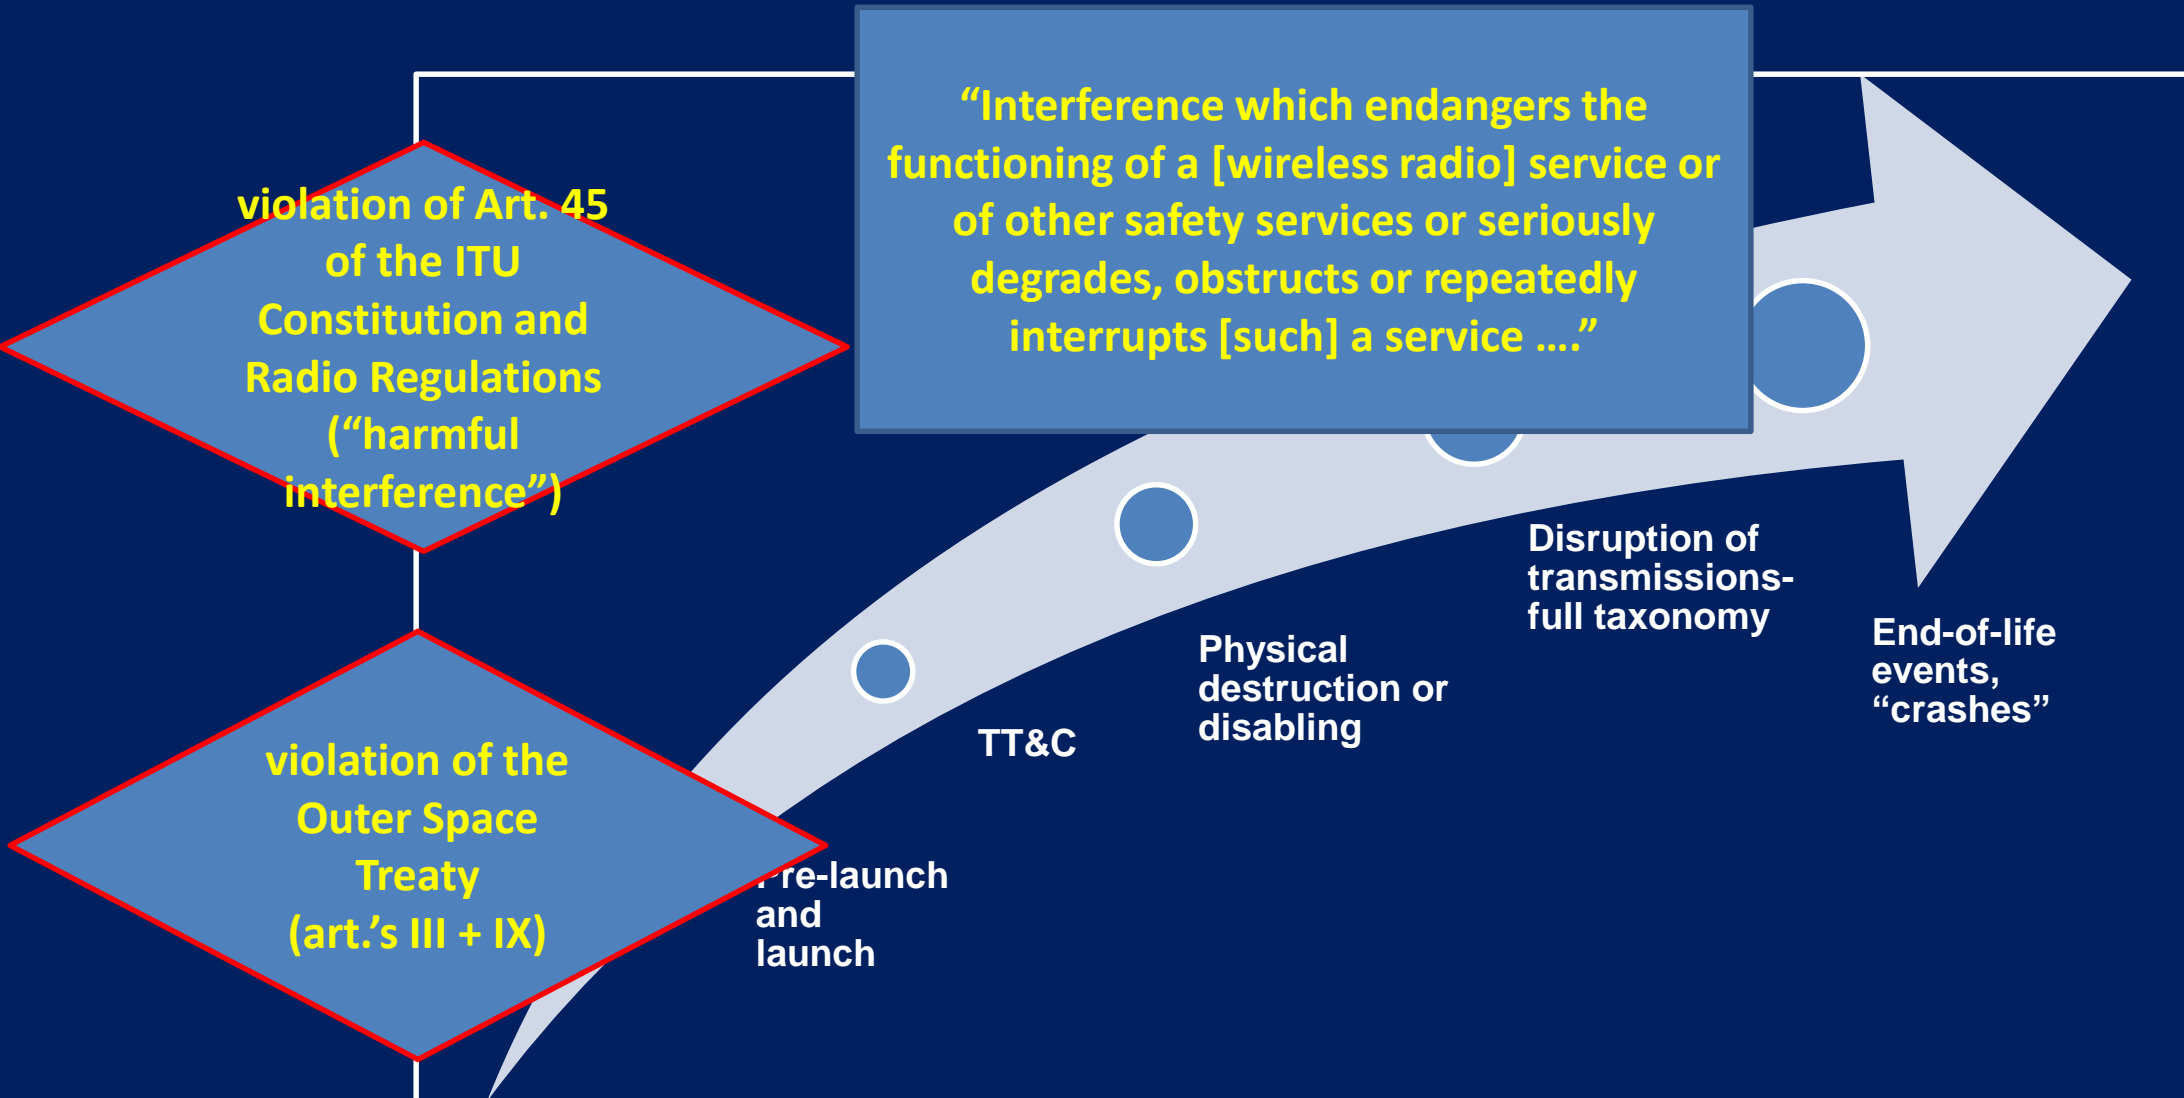 “Interference which endangers the
functioning of a [wireless radio] service or
of other safety services or seriously
degrades, obstructs or repeatedly
interrupts [such] a service ....”
violation of Art. 45
of the ITU
Constitution and
Radio Regulations
(“harmful
interference”)
violation of the
Outer Space
Treaty
(art.’s III + IX)
Pre-launch
and
launch
TT&C
Physical
destruction or
disabling
Disruption of
transmissions-
full taxonomy
End-of-life
events,
“crashes”